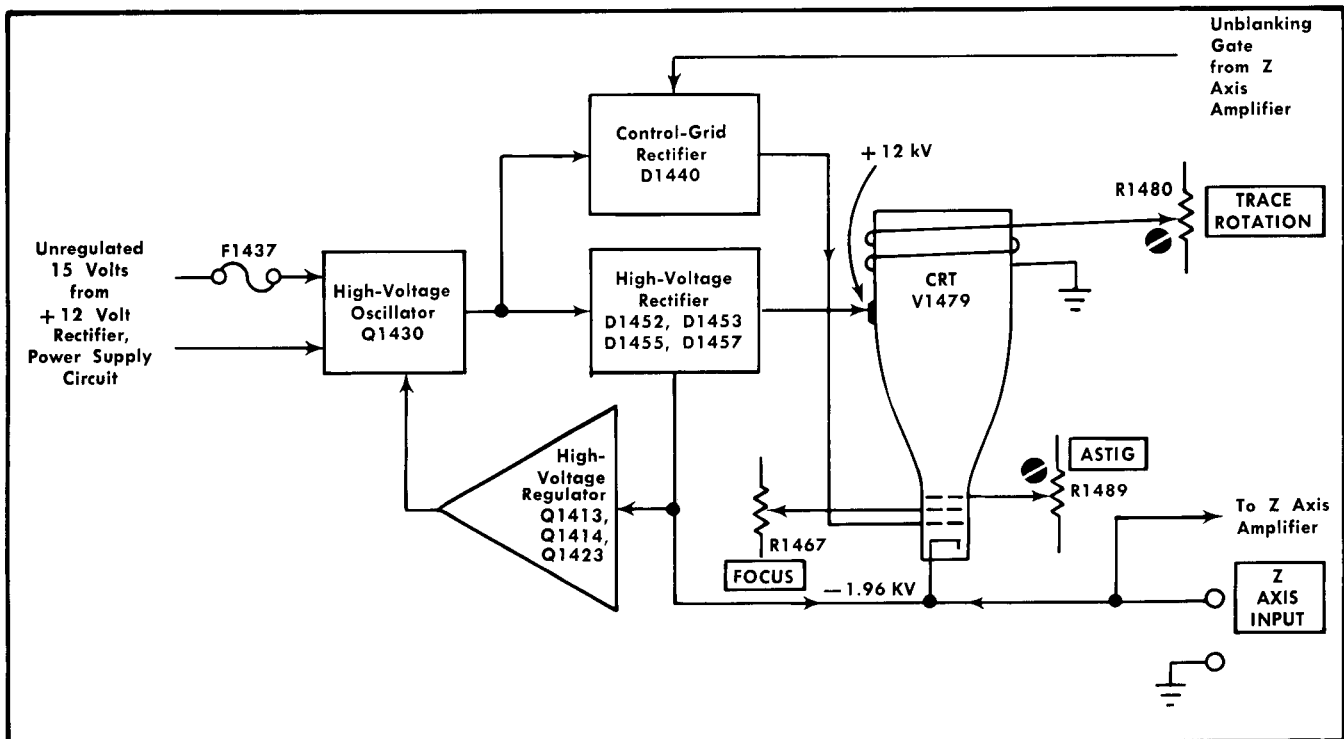 Unblanking
Gate
from Z
Axis
Amplifier
Control-Grid
Rectifier
D1440
+12 kV
R1480
TRACE
ROTATION
Unregulated
15 Volts
from
+12 Volt
Rectifier,
Power Supply
Circuit
F1437
High-Voltage
Oscillator
Q1430
High-Voltage
Rectifier
D1452, D1453
D1455, D1457
CRT
V1479
High-
Voltage
Regulator
Q1413,
Q1414,
Q1423
ASTIG
R1489
R1467
FOCUS
—1.96 KV
To Z Axis
Amplifier
Z
AXIS
INPUT